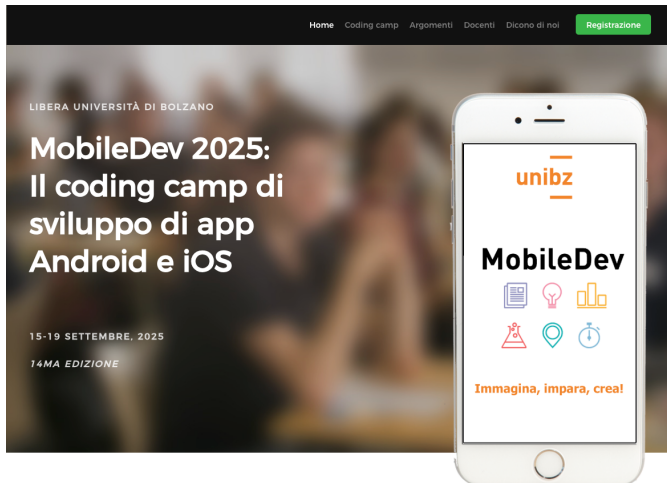 Home Coding camp Argomenti Docenti Dicono di noi Registrazione
LIBERA UNIVERSITÀ DI BOLZANO
MobileDev 2025:
Il coding camp di
sviluppo di app
Android e iOS
15-19 SETTEMBRE, 2025
14MA EDIZIONE
unibz
MobileDev
Immagina, impara, crea!